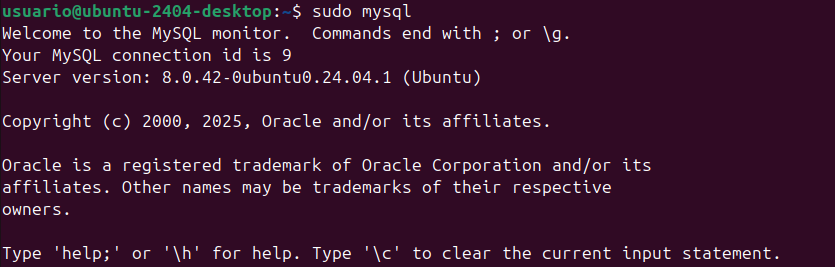 usuario@ubuntu-2404-desktop:~$ sudo mysql
Welcome to the MySQL monitor.  Commands end with ; or \g.
Your MySQL connection id is 9
Server version: 8.0.42-0ubuntu0.24.04.1 (Ubuntu)
Copyright (c) 2000, 2025, Oracle and/or its affiliates.
Oracle is a registered trademark of Oracle Corporation and/or its
affiliates. Other names may be trademarks of their respective
owners.
Type 'help;' or '\h' for help. Type '\c' to clear the current input statement.